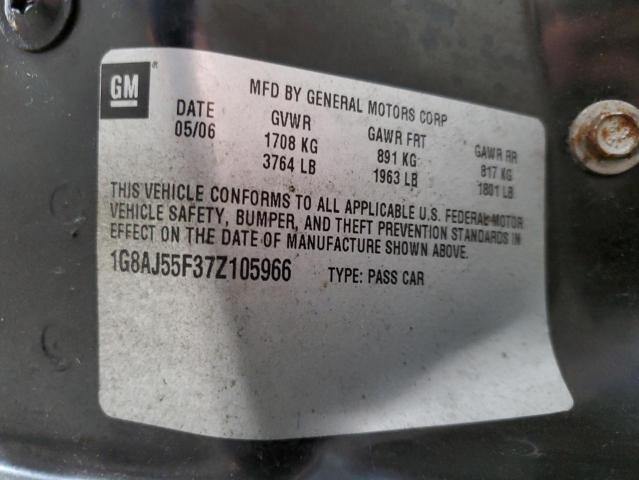 GM
®
MFD BY GENERAL MOTORS CORP
DATE GVWR GAWR FRT GAWR RR
05/06 1708 KG 891 KG 817 KG
3764 LB 1963 LB 1801 LB
THIS VEHICLE CONFORMS TO ALL APPLICABLE U.S. FEDERAL MOTOR
VEHICLE SAFETY, BUMPER, AND THEFT PREVENTION STANDARDS IN
EFFECT ON THE DATE OF MANUFACTURE SHOWN ABOVE.
1G8AJ55F37Z105966 TYPE: PASS CAR